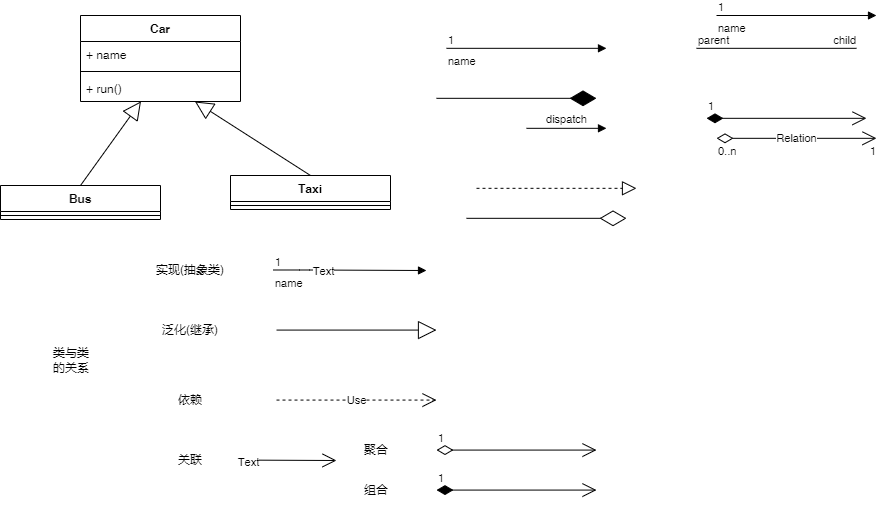 Car
+ name
+ run()
Bus
Taxi
1
name
dispatch
1
name
parent child
1
Relation
0..n 1
类与类
的关系
实现(抽象类)
1
Text
name
泛化(继承)
依赖
Use
关联
Text
聚合
1
组合
1